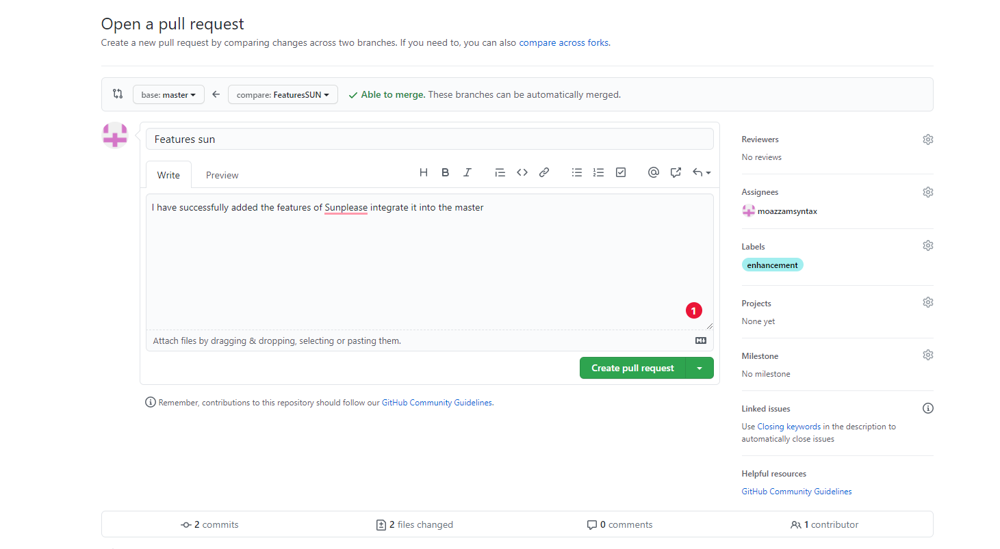 Open a pull request
Create a new pull request by comparing changes across two branches. If you need to, you can also compare across forks.
base: master compare: FeaturesSUN Able to merge. These branches can be automatically merged.
Features sun
Write Preview
I have successfully added the features of Sunplease integrate it into the master
1
Attach files by dragging & dropping, selecting or pasting them.
Create pull request
Remember, contributions to this repository should follow our GitHub Community Guidelines.
Reviewers
No reviews
Assignees
moazzamsyntax
Labels
enhancement
Projects
None yet
Milestone
No milestone
Linked issues
Use Closing keywords in the description to
automatically close issues
Helpful resources
GitHub Community Guidelines
2 commits 2 files changed 0 comments 1 contributor